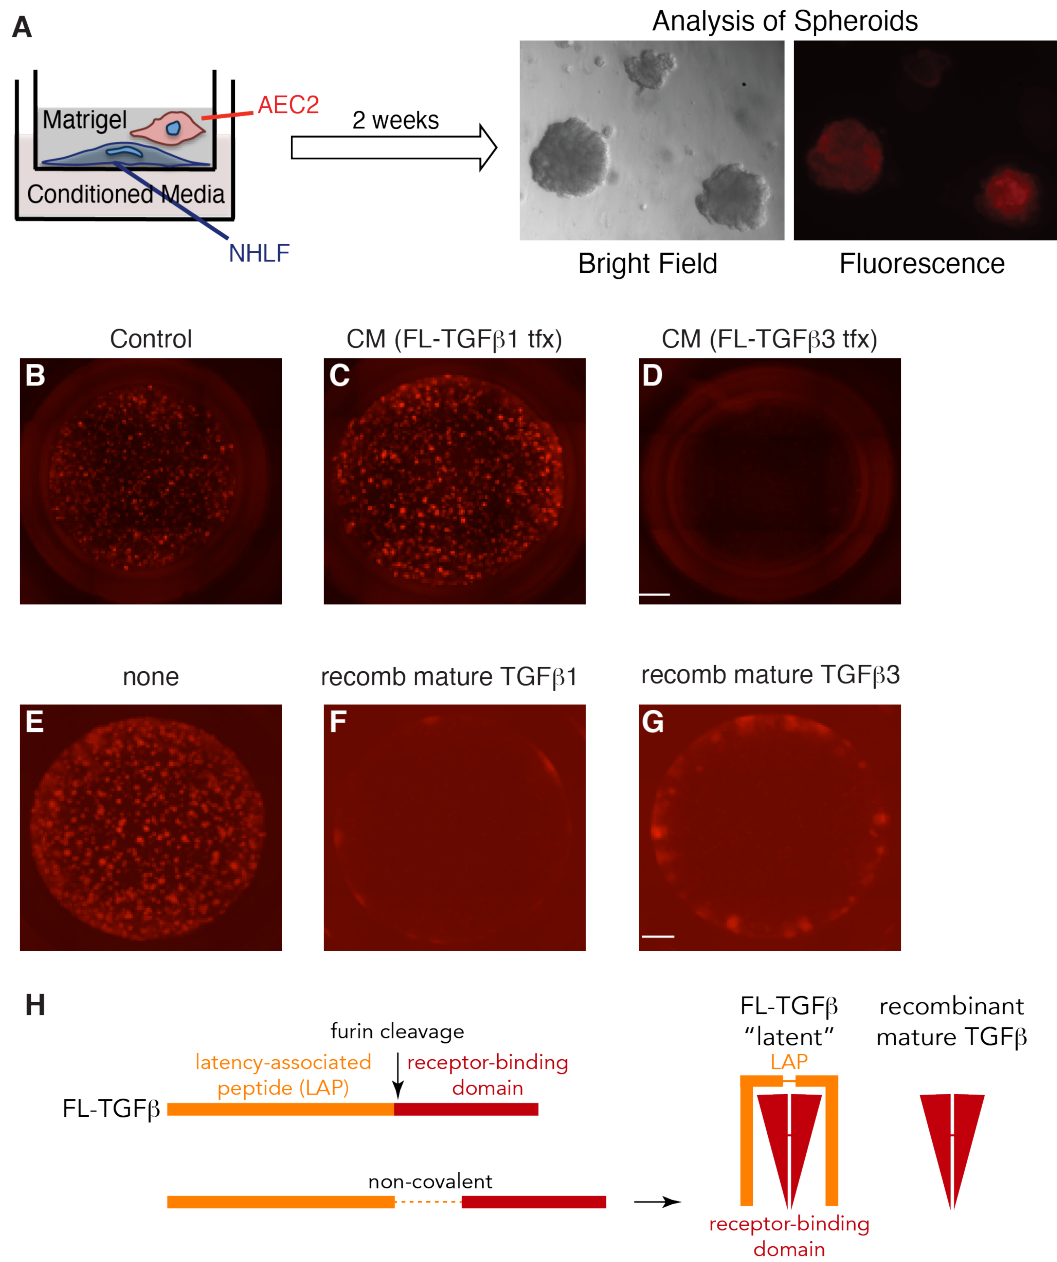 A
Analysis of Spheroids
Matrigel
AEC2
2 weeks
Conditioned Media
NHLF
Bright Field
Fluorescence
Control
CM (FL-TGFβ1 tfx)
CM (FL-TGFβ3 tfx)
B
C
D
none
recomb mature TGFβ1
recomb mature TGFβ3
E
F
G
H
furin cleavage
latency-associated
peptide (LAP)
receptor-binding
domain
FL-TGFβ
non-covalent
FL-TGFβ
“latent”
LAP
receptor-binding
domain
recombinant
mature TGFβ